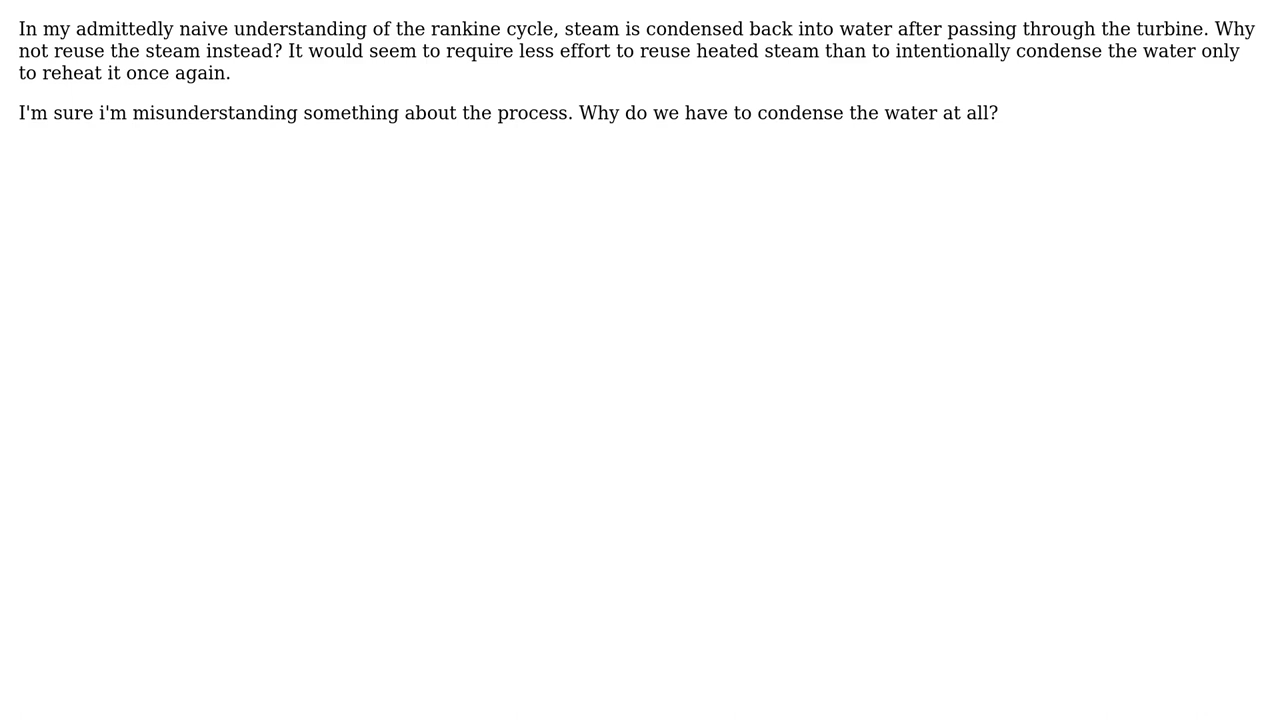 In my admittedly naive understanding of the rankine cycle, steam is condensed back into water after passing through the turbine. Why
not reuse the steam instead? It would seem to require less effort to reuse heated steam than to intentionally condense the water only
to reheat it once again.
I'm sure i'm misunderstanding something about the process. Why do we have to condense the water at all?